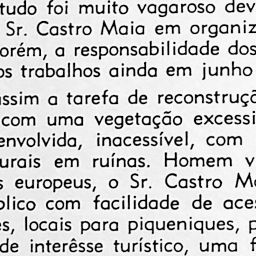 tudo foi muito vagaroso dev
Sr. Castro Maia em organiz
orém, a responsabilidade dos
os trabalhos ainda em junho
assim a tarefa de reconstruçã
com uma vegetação excessi
envolvida, inacessível, com
urais em ruínas. Homem v
s europeus, o Sr. Castro Ma
blico com facilidade de aces
es, locais para piqueniques, p
de interêsse turístico, uma f